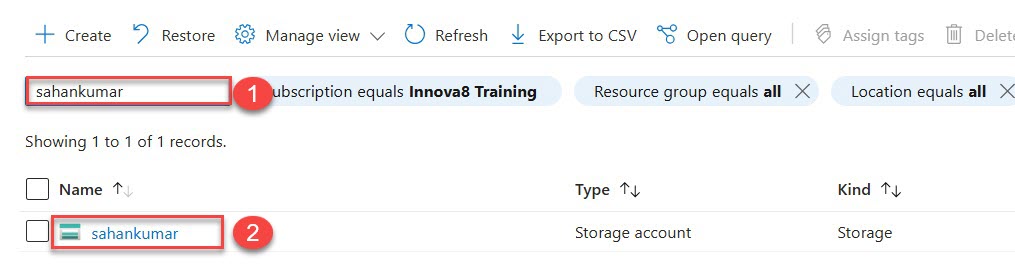 Create Restore Manage view Refresh Export to CSV Open query Assign tags Delete
sahankumar 1 ubscription equals Innova8 Training Resource group equals all Location equals all
Showing 1 to 1 of 1 records.
Name Type Kind
sahankumar 2 Storage account Storage